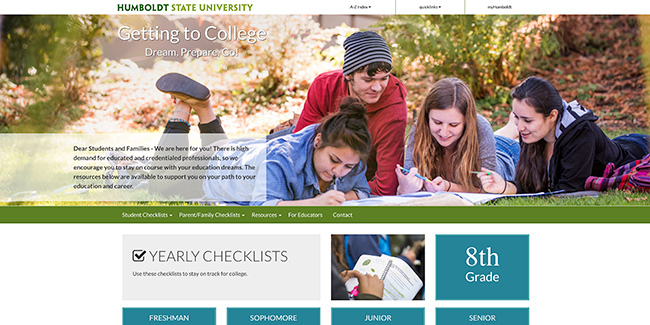 HUMBOLDT STATE UNIVERSITY
A-Z Index
quicklinks
myHumboldt
Getting to College
Dream. Prepare. Go!
Dear Students and Families - We are here for you! There is high
demand for educated and credentialed professionals, so we
encourage you to stay on course with your education dreams. The
resources below are available to support you on your path to your
education and career.
Student Checklists
Parent/Family Checklists
Resources
For Educators
Contact
YEARLY CHECKLISTS
Use these checklists to stay on track for college.
8th
Grade
FRESHMAN
SOPHOMORE
JUNIOR
SENIOR